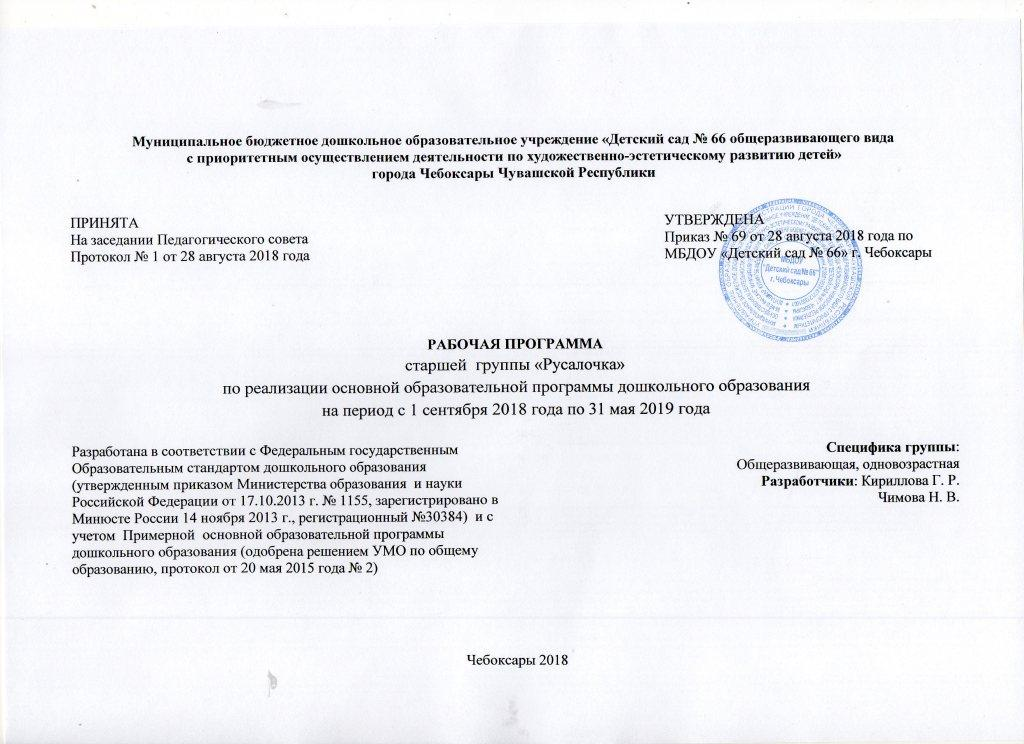 Муниципальное бюджетное дошкольное образовательное учреждение «Детский сад № 66 общеразвивающего вида
с приоритетным осуществлением деятельности по художественно-эстетическому развитию детей»
города Чебоксары Чувашской Республики
ПРИНЯТА
На заседании Педагогического совета
Протокол № 1 от 28 августа 2018 года
УТВЕРЖДЕНА
Приказ № 69 от 28 августа 2018 года по
МБДОУ «Детский сад № 66» г. Чебоксары
МБДОУ
"Детский сад № 66"
г. Чебоксары
РАБОЧАЯ ПРОГРАММА
старшей группы «Русалочка»
по реализации основной образовательной программы дошкольного образования
на период с 1 сентября 2018 года по 31 мая 2019 года
Разработана в соответствии с Федеральным государственным
Образовательным стандартом дошкольного образования
(утвержденным приказом Министерства образования и науки
Российской Федерации от 17.10.2013 г. № 1155, зарегистрировано в
Минюсте России 14 ноября 2013 г., регистрационный №30384) и с
учетом Примерной основной образовательной программы
дошкольного образования (одобрена решением УМО по общему
образованию, протокол от 20 мая 2015 года № 2)
Специфика группы:
Общеразвивающая, одновозрастная
Разработчики: Кириллова Г. Р.
Чимова Н. В.
Чебоксары 2018